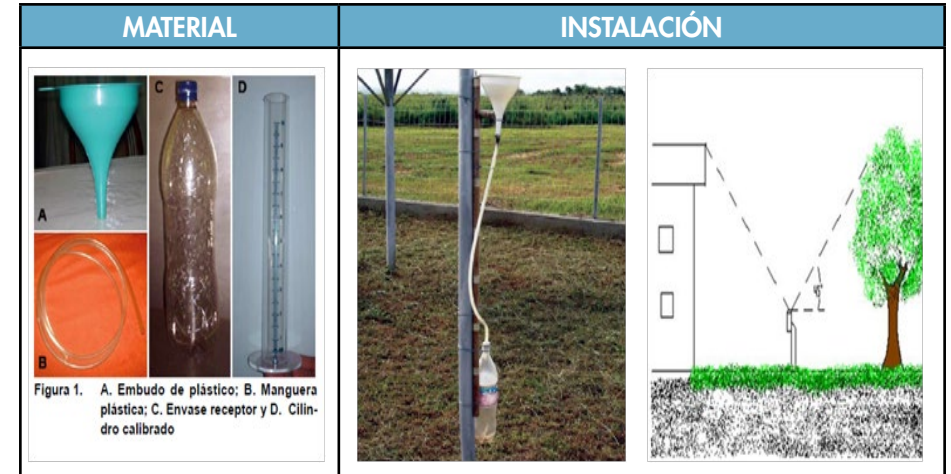 MATERIAL
INSTALACIÓN
A
B
C
D
Figura 1. A. Embudo de plástico; B. Manguera
plástica; C. Envase receptor y D. Cilin-
dro calibrado